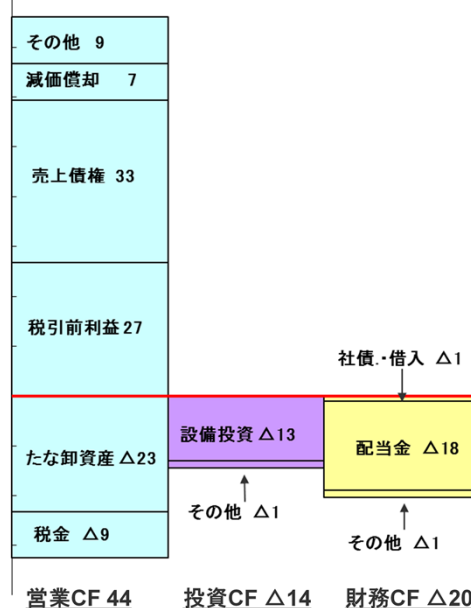 その他 9
減価償却 7
売上債権 33
税引前利益 27
社債.・借入 △1
設備投資 △13
配当金 △18
たな卸資産 △23
その他 △1
税金 △9
その他 △1
営業CF 44
投資CF △14
財務CF △20